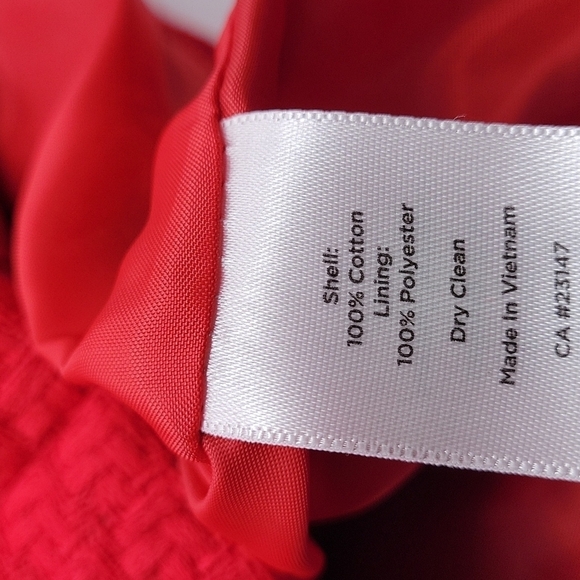 Shell:
100% Cotton
Lining:
100% Polyester
Dry Clean
Made In Vietnam
CA #23147